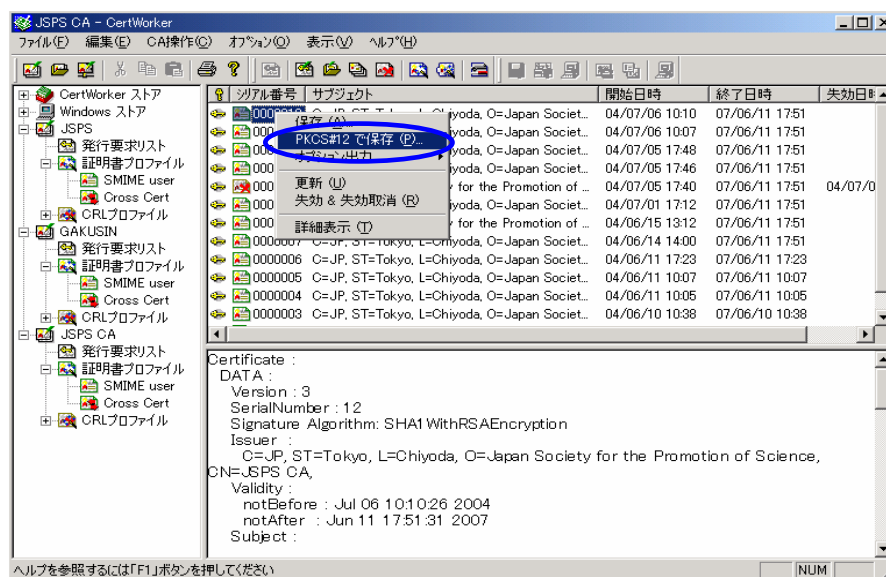 JSPS CA - CertWorker
ファイル(F) 編集(E) CA操作(C) オプション(O) 表示(V) ヘルプ(H)
CertWorker ストア
Windows ストア
JSPS
発行要求リスト
証明書プロファイル
SMIME user
Cross Cert
CRLプロファイル
GAKUSIN
発行要求リスト
証明書プロファイル
SMIME user
Cross Cert
CRLプロファイル
JSPS CA
発行要求リスト
証明書プロファイル
SMIME user
Cross Cert
CRLプロファイル
シリアル番号 サブジェクト 開始日時 終了日時 失効日時
iyoda, O=Japan Societ... 04/07/06 10:10 07/06/11 17:51
000 iyoda, O=Japan Societ... 04/07/06 10:07 07/06/11 17:51
000 iyoda, O=Japan Societ... 04/07/05 17:48 07/06/11 17:51
000 iyoda, O=Japan Societ... 04/07/05 17:46 07/06/11 17:51
000 y for the Promotion of ... 04/07/05 17:40 07/06/11 17:51 04/07/0
000 iyoda, O=Japan Societ... 04/07/01 17:12 07/06/11 17:51
000 y for the Promotion of ... 04/06/15 13:12 07/06/11 17:51
0000007 C=JP, ST=Tokyo, L=Chiyoda, O=Japan Societ... 04/06/14 14:00 07/06/11 17:51
0000006 C=JP, ST=Tokyo, L=Chiyoda, O=Japan Societ... 04/06/11 17:23 07/06/11 17:23
0000005 C=JP, ST=Tokyo, L=Chiyoda, O=Japan Societ... 04/06/11 10:07 07/06/11 10:07
0000004 C=JP, ST=Tokyo, L=Chiyoda, O=Japan Societ... 04/06/11 10:05 07/06/11 10:05
0000003 C=JP, ST=Tokyo, L=Chiyoda, O=Japan Societ... 04/06/10 10:38 07/06/10 10:38
保存 (A)
PKCS#12 で保存 (P)...
オプション出力
更新 (U)
失効 & 失効取消 (R)
詳細表示 (T)
Certificate :
DATA :
Version : 3
SerialNumber : 12
Signature Algorithm: SHA1WithRSAEncryption
Issuer :
C=JP, ST=Tokyo, L=Chiyoda, O=Japan Society for the Promotion of Science,
CN=JSPS CA,
Validity :
notBefore : Jul 06 10:10:26 2004
notAfter : Jun 11 17:51:31 2007
Subject :
ヘルプを参照するには「F1」ボタンを押してください NUM